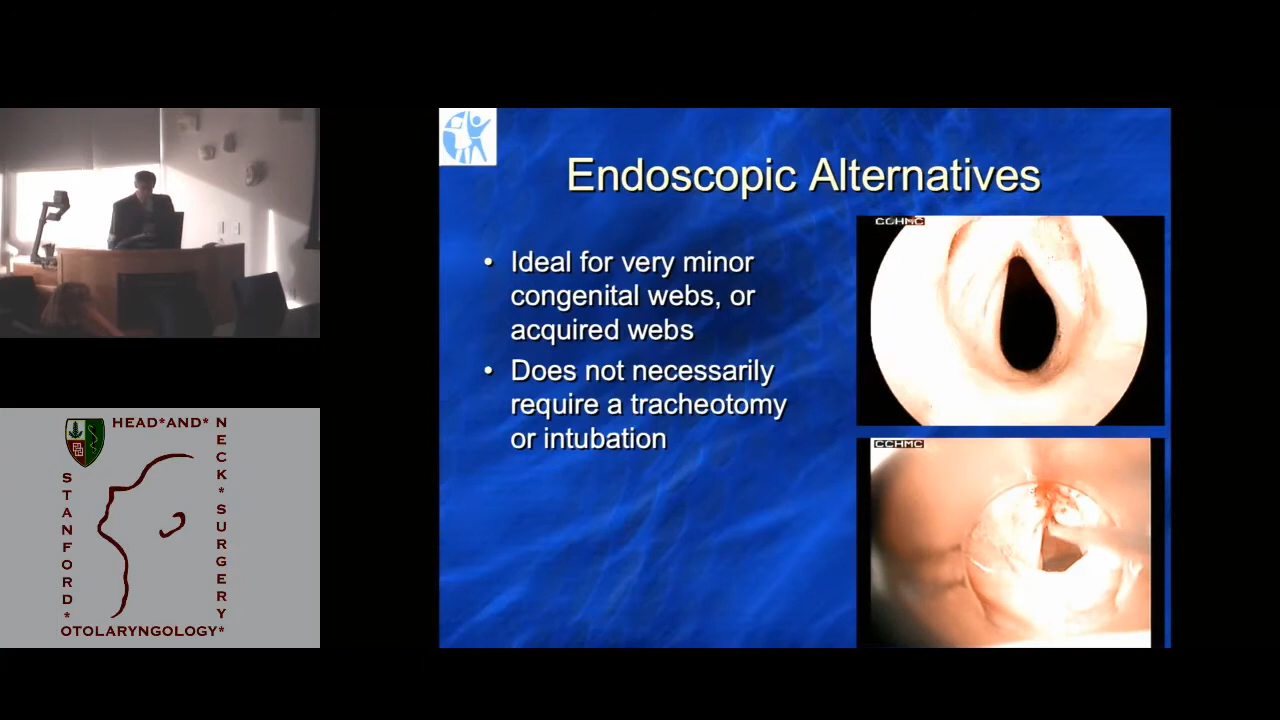 Endoscopic Alternatives
• Ideal for very minor
congenital webs, or
acquired webs
• Does not necessarily
require a tracheotomy
or intubation
CCHMC
CCHMC
HEAD*AND*
NECK*SURGERY
STANFORD*
OTOLARYNGOLOGY*